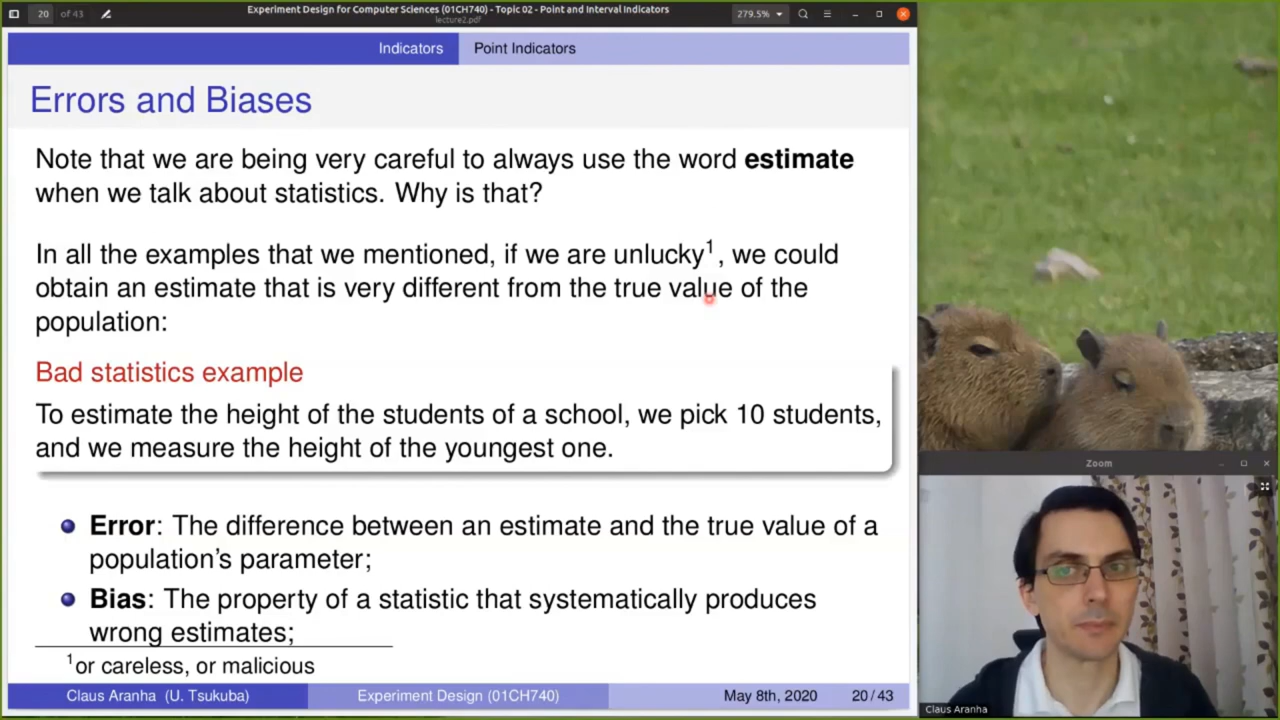 20 of 43
Experiment Design for Computer Sciences (01CH740) - Topic 02 - Point and Interval Indicators
lecture2.pdf
279.5%
Indicators
Point Indicators
Errors and Biases
Note that we are being very careful to always use the word estimate
when we talk about statistics. Why is that?
In all the examples that we mentioned, if we are unlucky¹, we could
obtain an estimate that is very different from the true value of the
population:
Bad statistics example
To estimate the height of the students of a school, we pick 10 students,
and we measure the height of the youngest one.
Error: The difference between an estimate and the true value of a
population's parameter;
Bias: The property of a statistic that systematically produces
wrong estimates;
¹or careless, or malicious
Claus Aranha (U. Tsukuba)
Experiment Design (01CH740)
May 8th, 2020
20 / 43
Zoom
Claus Aranha